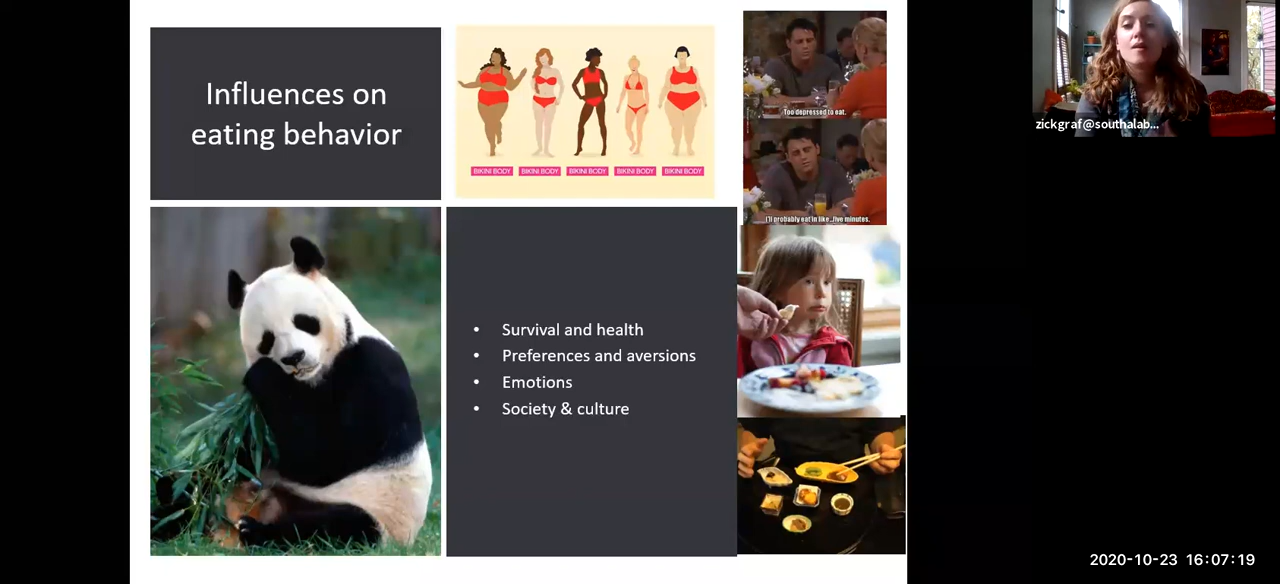 Influences on
eating behavior
BIKINI BODY BIKINI BODY BIKINI BODY BIKINI BODY BIKINI BODY
Too depressed to eat.
I'll probably eat in like...five minutes.
• Survival and health
• Preferences and aversions
• Emotions
• Society & culture
zickgraf@southalab...
2020-10-23 16:07:19